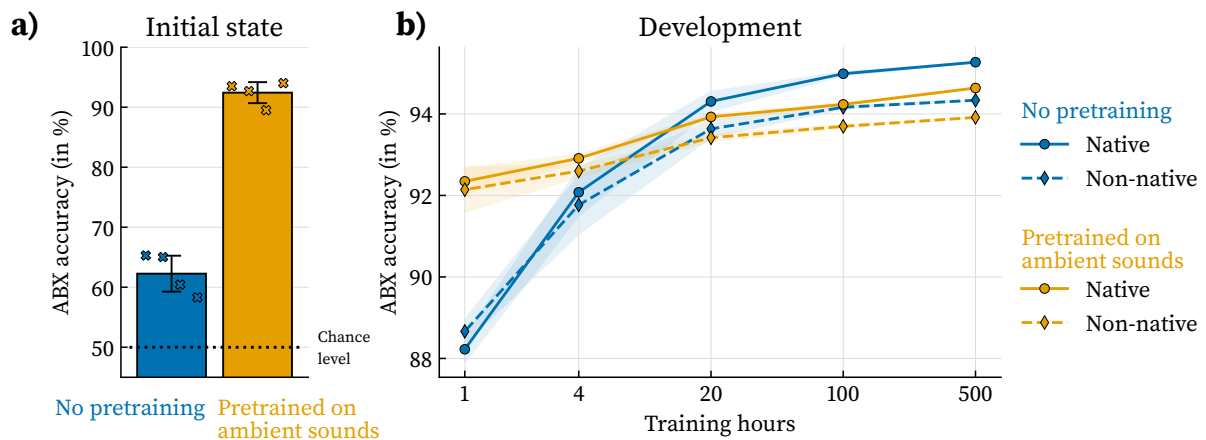 a)
Initial state
ABX accuracy (in %)
100
90
80
70
60
50
Chance
level
No pretraining
Pretrained on
ambient sounds
b)
Development
ABX accuracy (in %)
94
92
90
88
1
4
20
100
500
Training hours
No pretraining
Native
Non-native
Pretrained on
ambient sounds
Native
Non-native